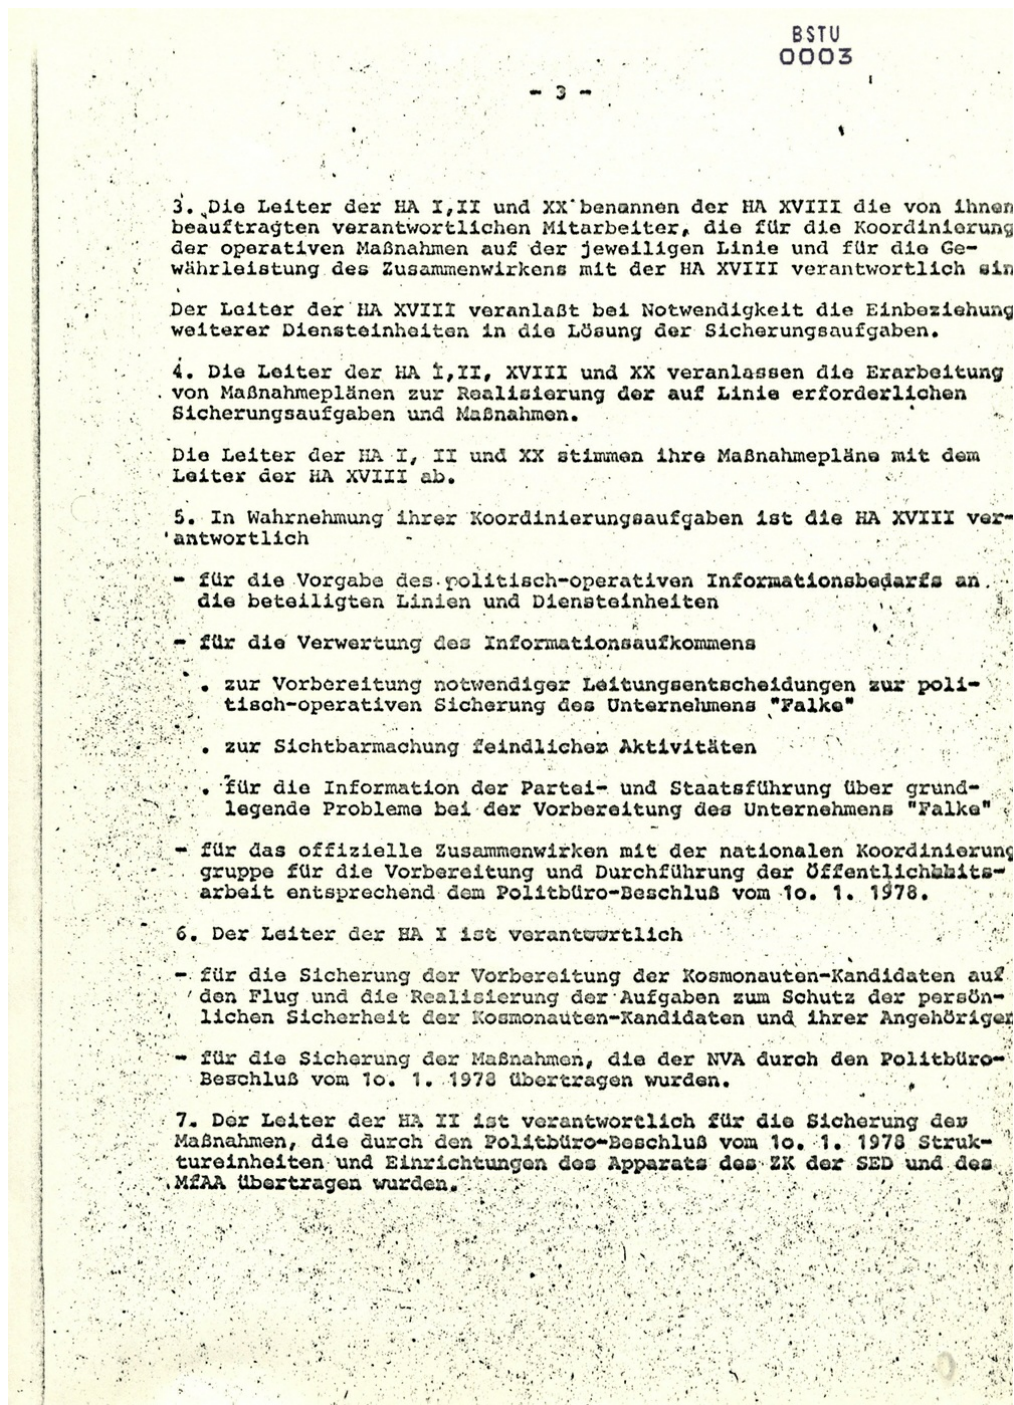 BSTU
0003
- 3 -
3. Die Leiter der HA I,II und XX benennen der HA XVIII die von ihnen
beauftragten verantwortlichen Mitarbeiter, die für die Koordinierung
der operativen Maßnahmen auf der jeweiligen Linie und für die Ge-
währleistung des Zusammenwirkens mit der HA XVIII verantwortlich sin
Der Leiter der HA XVIII veranlaßt bei Notwendigkeit die Einbeziehung
weiterer Diensteinheiten in die Lösung der Sicherungsaufgaben.
4. Die Leiter der HA I,II, XVIII und XX veranlassen die Erarbeitung
von Maßnahmeplänen zur Realisierung der auf Linie erforderlichen
Sicherungsaufgaben und Maßnahmen.
Die Leiter der HA I, II und XX stimmen ihre Maßnahmepläne mit dem
Leiter der HA XVIII ab.
5. In Wahrnehmung ihrer Koordinierungsaufgaben ist die HA XVIII ver-
antwortlich
- für die Vorgabe des politisch-operativen Informationsbedarfs an
die beteiligten Linien und Diensteinheiten
- für die Verwertung des Informationsaufkommens
. zur Vorbereitung notwendiger Leitungsentscheidungen zur poli-
tisch-operativen Sicherung des Unternehmens "Falke"
. zur Sichtbarmachung feindlicher Aktivitäten
. für die Information der Partei- und Staatsführung über grund-
legende Probleme bei der Vorbereitung des Unternehmens "Falke"
- für das offizielle Zusammenwirken mit der nationalen Koordinierung
gruppe für die Vorbereitung und Durchführung der Öffentlichkeits-
arbeit entsprechend dem Politbüro-Beschluß vom 1o. 1. 1978.
6. Der Leiter der HA I ist verantwortlich
- für die Sicherung der Vorbereitung der Kosmonauten-Kandidaten auf
den Flug und die Realisierung der Aufgaben zum Schutz der persön-
lichen Sicherheit der Kosmonauten-Kandidaten und ihrer Angehörigen
- für die Sicherung der Maßnahmen, die der NVA durch den Politbüro-
Beschluß vom 1o. 1. 1978 übertragen wurden.
7. Der Leiter der HA II ist verantwortlich für die Sicherung der
Maßnahmen, die durch den Politbüro-Beschluß vom 1o. 1. 1978 Struk-
tureinheiten und Einrichtungen des Apparats des ZK der SED und des
MfAA übertragen wurden.